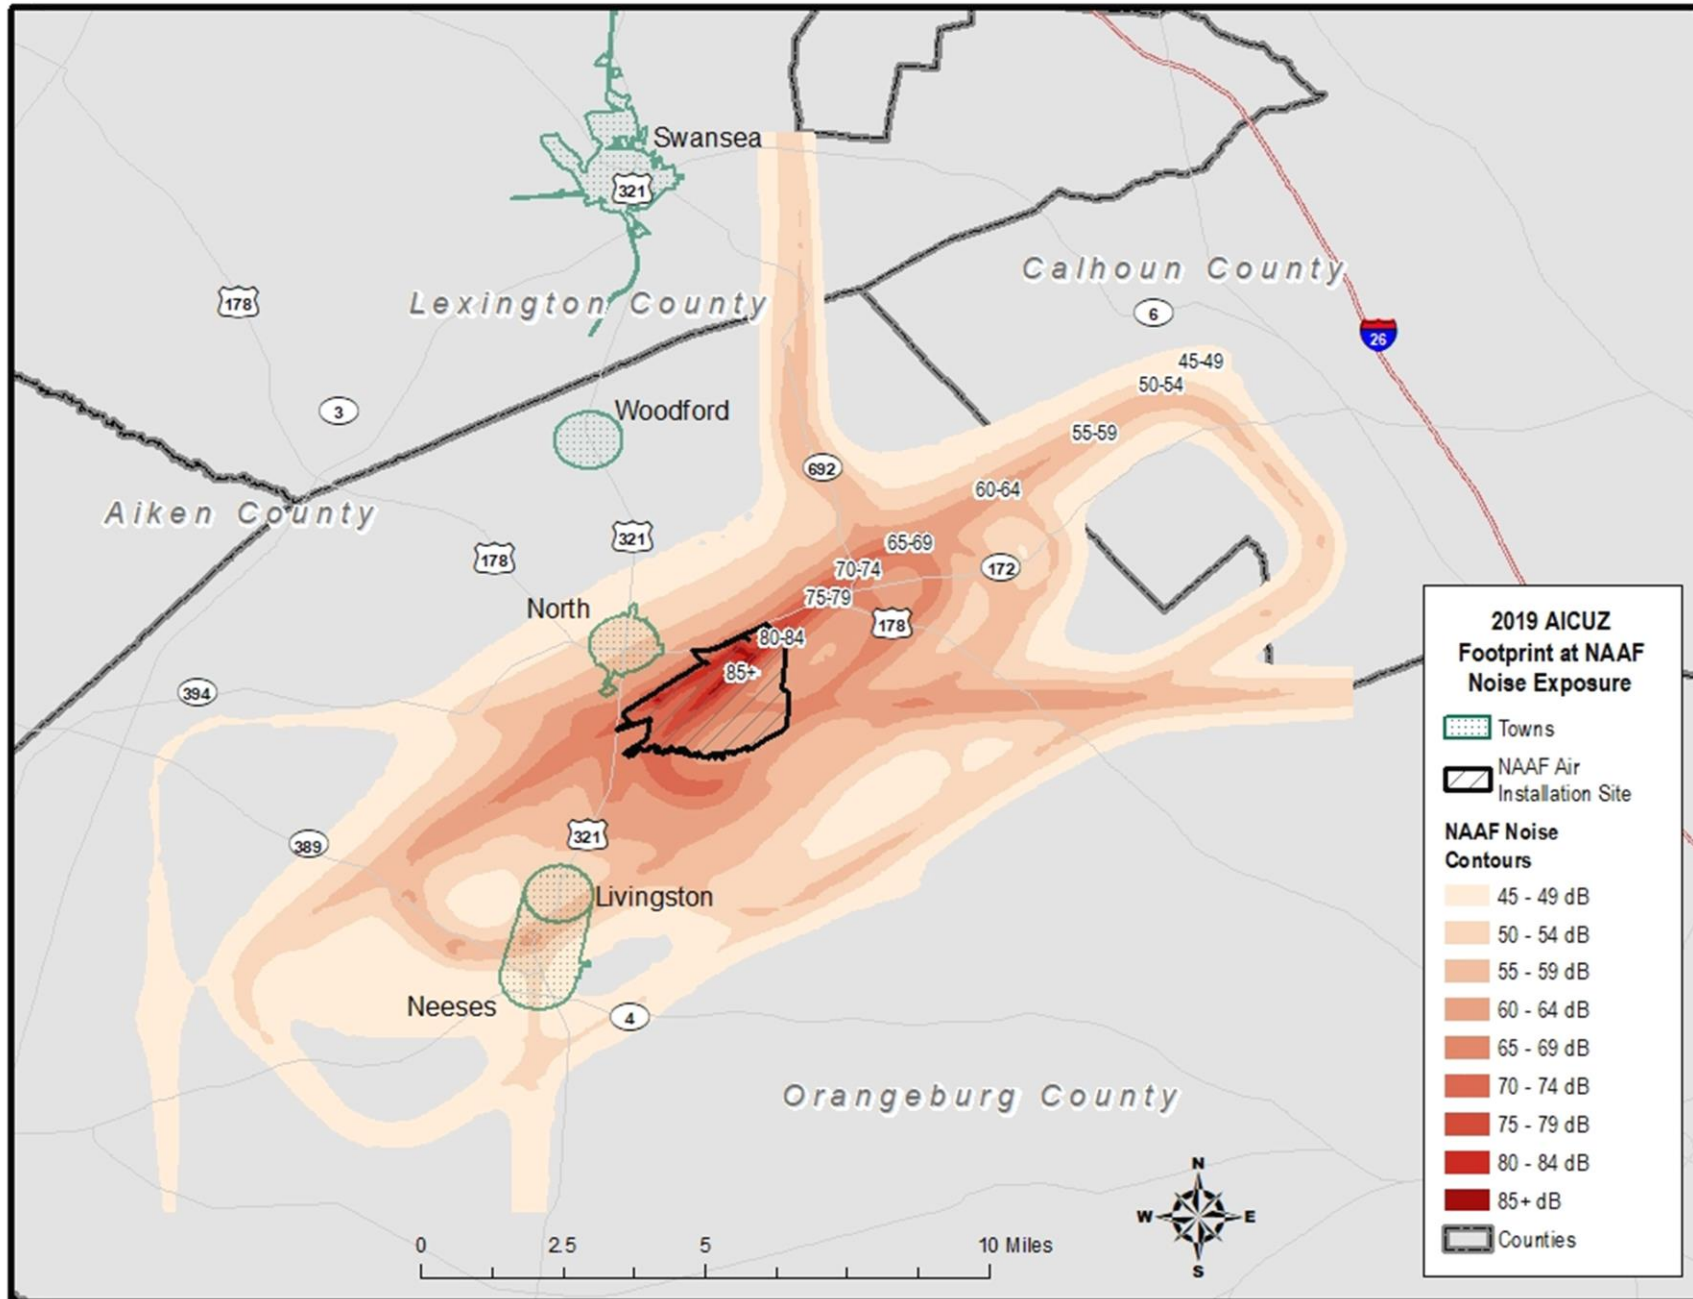 Swansea
321
Calhoun County
178
Lexington County
6
26
45-49
50-54
3
Woodford
55-59
692
60-64
Aiken County
321
65-69
178
70-74
172
75-79
North
178
80-84
85+
394
321
389
Livingston
Neeses
4
Orangeburg County
2019 AICUZ
Footprint at NAAF
Noise Exposure
Towns
NAAF Air
Installation Site
NAAF Noise
Contours
45 - 49 dB
50 - 54 dB
55 - 59 dB
60 - 64 dB
65 - 69 dB
70 - 74 dB
75 - 79 dB
80 - 84 dB
85+ dB
Counties
N
W E
S
0 2.5 5 10 Miles